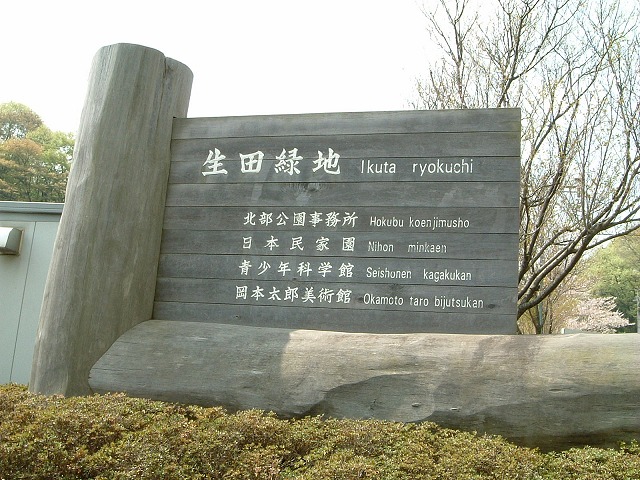 生田緑地 Ikuta ryokuchi
北部公園事務所 Hokubu koenjimusho
日本民家園 Nihon minkaen
青少年科学館 Seishonen kagakukan
岡本太郎美術館 Okamoto taro bijutsukan